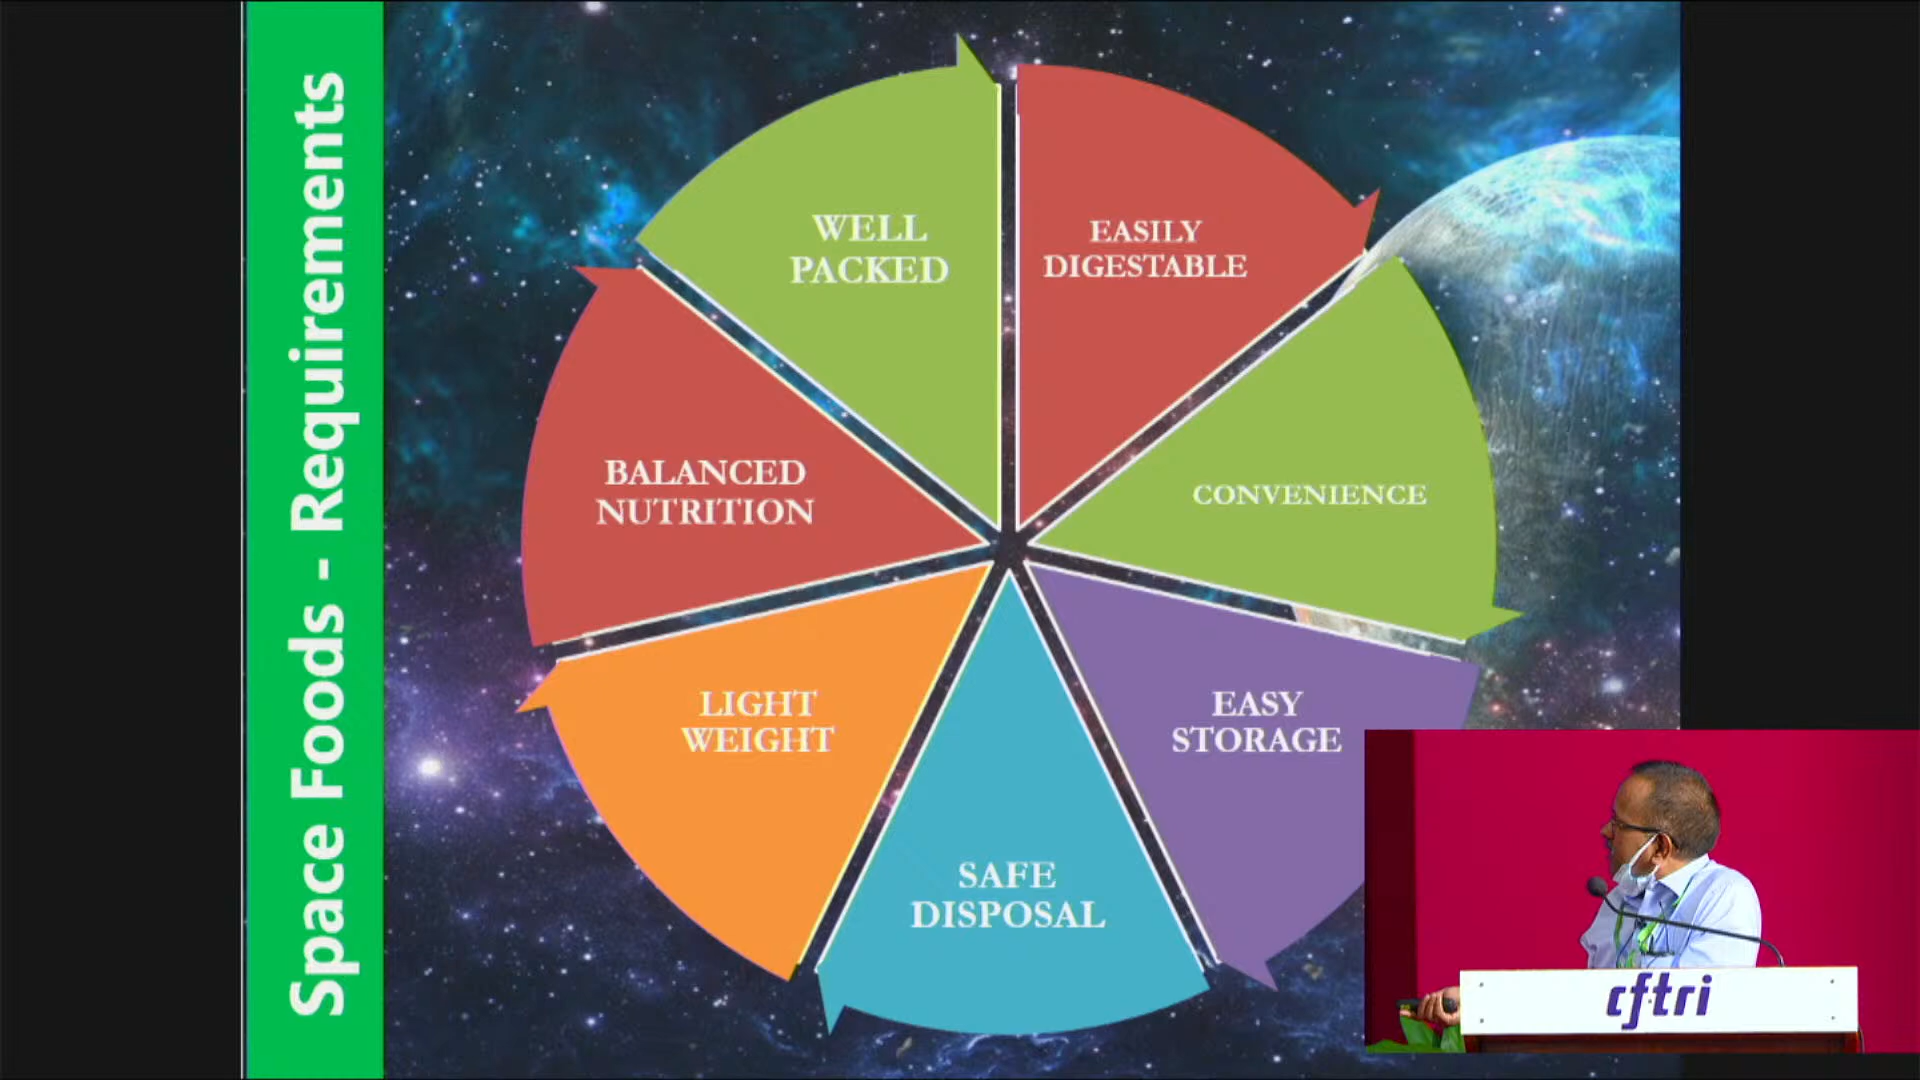 Space Foods - Requirements
WELL
PACKED
EASILY
DIGESTABLE
BALANCED
NUTRITION
CONVENIENCE
LIGHT
WEIGHT
EASY
STORAGE
SAFE
DISPOSAL
cftri